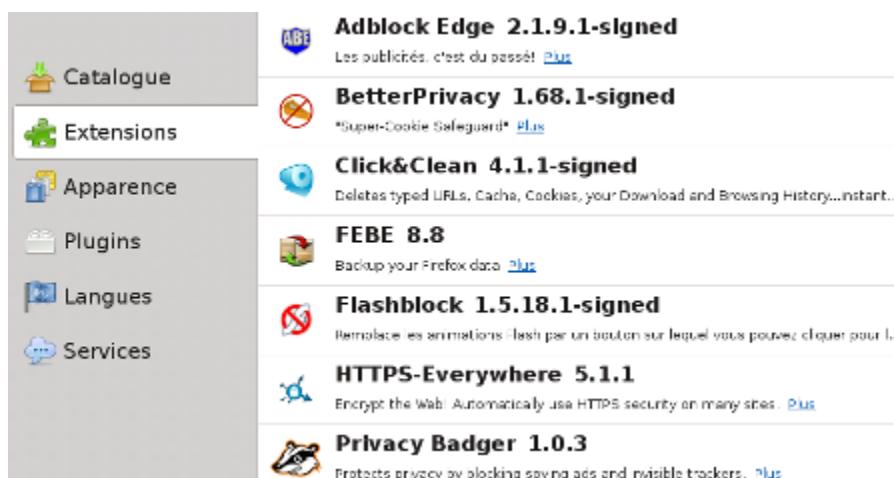 Catalogue
Extensions
Apparence
Plugins
Langues
Services
ABE
Adblock Edge 2.1.9.1-signed
Les publicités, c'est du passé! Plus
BetterPrivacy 1.68.1-signed
"Super-Cookie Safeguard" Plus
Click&Clean 4.1.1-signed
Deletes typed URLs, Cache, Cookies, your Download and Browsing History...instant...
FEBE 8.8
Backup your Firefox data Plus
Flashblock 1.5.18.1-signed
Remplace les animations Flash par un bouton sur lequel vous pouvez cliquer pour l...
HTTPS-Everywhere 5.1.1
Encrypt the Web! Automatically use HTTPS security on many sites. Plus
Privacy Badger 1.0.3
Protects privacy by blocking spying ads and invisible trackers. Plus